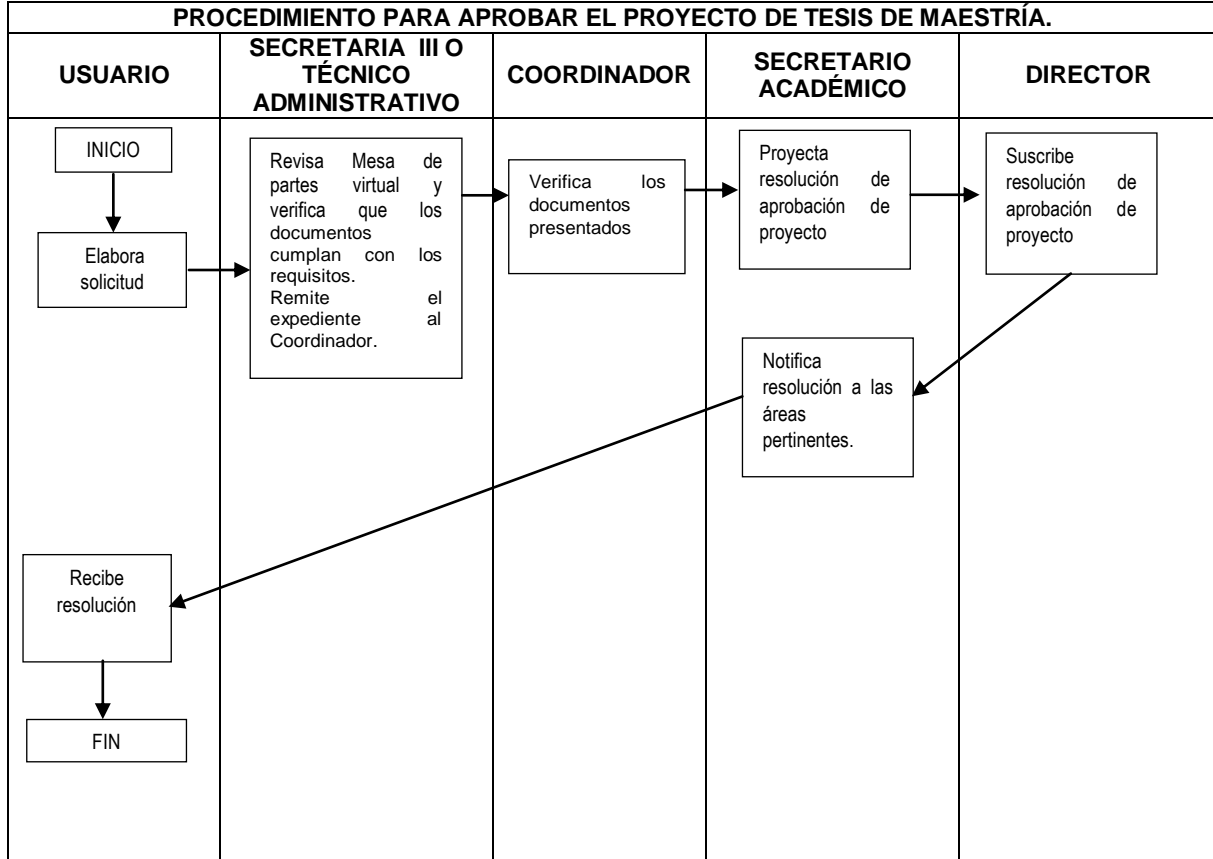 PROCEDIMIENTO PARA APROBAR EL PROYECTO DE TESIS DE MAESTRÍA.
USUARIO
SECRETARIA III O
TÉCNICO
ADMINISTRATIVO
COORDINADOR
SECRETARIO
ACADÉMICO
DIRECTOR
INICIO
Elabora
solicitud
Revisa Mesa de
partes virtual y
verifica que los
documentos
cumplan con los
requisitos.
Remite el
expediente al
Coordinador.
Verifica los
documentos
presentados
Proyecta
resolución de
aprobación de
proyecto
Suscribe
resolución de
aprobación de
proyecto
Notifica
resolución a las
áreas
pertinentes.
Recibe
resolución
FIN